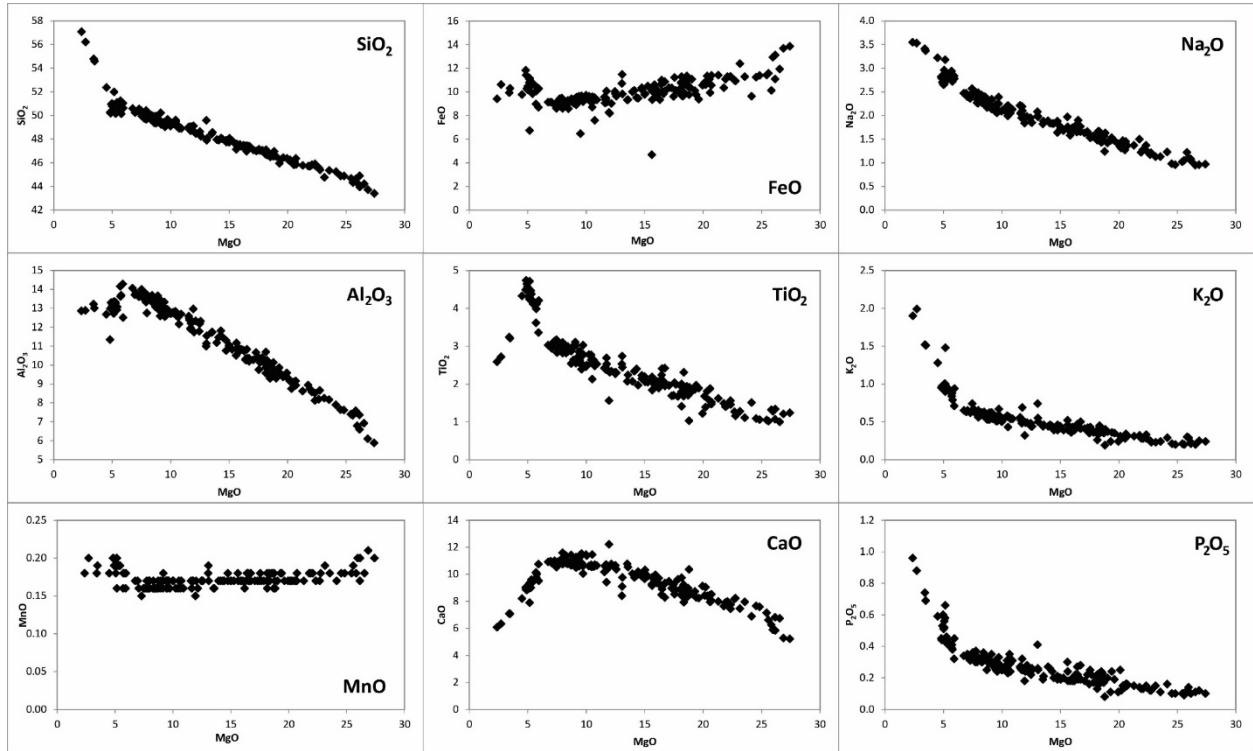 58
56
54
52
50
48
46
44
42
SiO₂
SiO₂
0 5 10 15 20 25 30
MgO
16
14
12
10
8
6
4
2
0
FeO
FeO
0 5 10 15 20 25 30
MgO
4.0
3.5
3.0
2.5
2.0
1.5
1.0
0.5
0.0
Na₂O
Na₂O
0 5 10 15 20 25 30
MgO
15
14
13
12
11
10
9
8
7
6
5
Al₂O₃
Al₂O₃
0 5 10 15 20 25 30
MgO
5
4
3
2
1
0
TiO₂
TiO₂
0 5 10 15 20 25 30
MgO
2.5
2.0
1.5
1.0
0.5
0.0
K₂O
K₂O
0 5 10 15 20 25 30
MgO
0.25
0.20
0.15
0.10
0.05
0.00
MnO
MnO
0 5 10 15 20 25 30
MgO
14
12
10
8
6
4
2
0
CaO
CaO
0 5 10 15 20 25 30
MgO
1.2
1.0
0.8
0.6
0.4
0.2
0.0
P₂O₅
P₂O₅
0 5 10 15 20 25 30
MgO